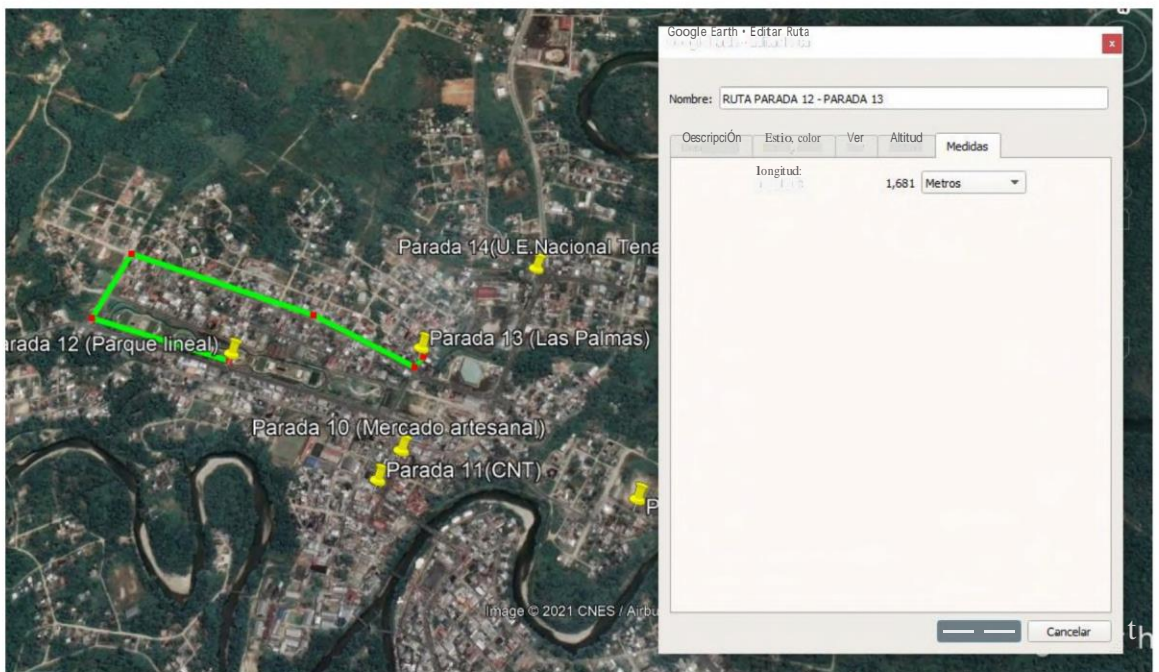 Google Earth • Editar Ruta
x
Nombre: RUTA PARADA 12 - PARADA 13
OescripciÓn Estio, color Ver Altitud Medidas
longitud:
1,681 Metros
Parada 14(U.E.Nacional Tena
Parada 13 (Las Palmas)
arada 12 (Parque lineal)
Parada 10 (Mercado artesanal)
Parada 11(CNT)
P
Image © 2021 CNES / Airbu
Cancelar
th